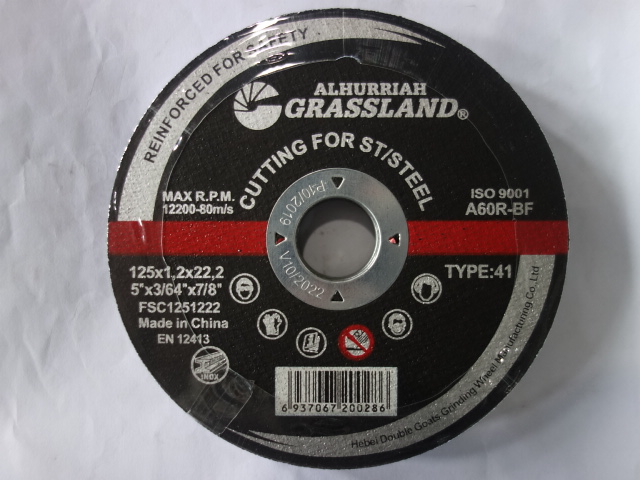 REINFORCED FOR SAFETY
ALHURRIAH
GRASSLAND®
CUTTING FOR ST/STEEL
MAX R.P.M.
12200-80m/s
ISO 9001
A60R-BF
P10/2019
V10/2022
125x1,2x22,2
5"x3/64"x7/8"
FSC1251222
Made in China
EN 12413
TYPE:41
INOX
6 937067 200286
Hebei Double Goats Grinding Wheel Manufacturing Co.,Ltd